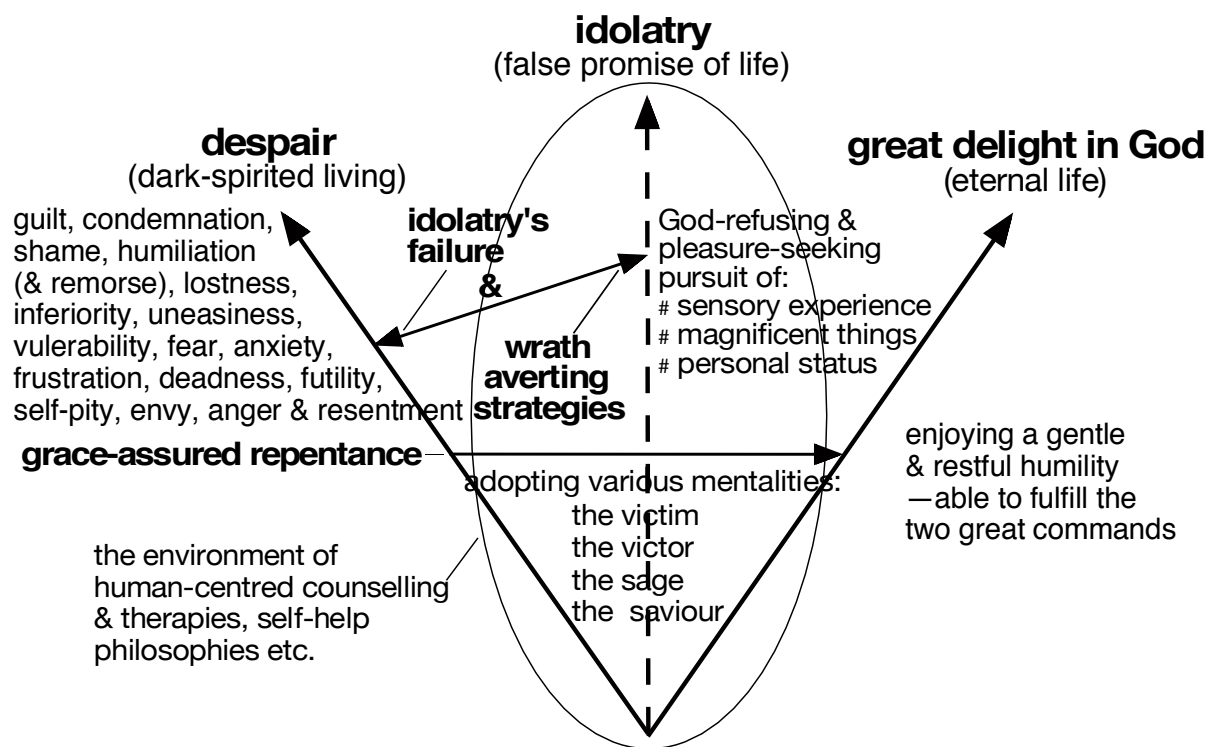 idolatry
(false promise of life)
despair
(dark-spirited living)
great delight in God
(eternal life)
guilt, condemnation,
shame, humiliation
(& remorse), lostness,
inferiority, uneasiness,
vulerability, fear, anxiety,
frustration, deadness, futility,
self-pity, envy, anger & resentment
idolatry's
failure
&
wrath
averting
strategies
God-refusing &
pleasure-seeking
pursuit of:
# sensory experience
# magnificent things
# personal status
grace-assured repentance
adopting various mentalities:
the victim
the victor
the sage
the saviour
enjoying a gentle
& restful humility
—able to fulfill the
two great commands
the environment of
human-centred counselling
& therapies, self-help
philosophies etc.